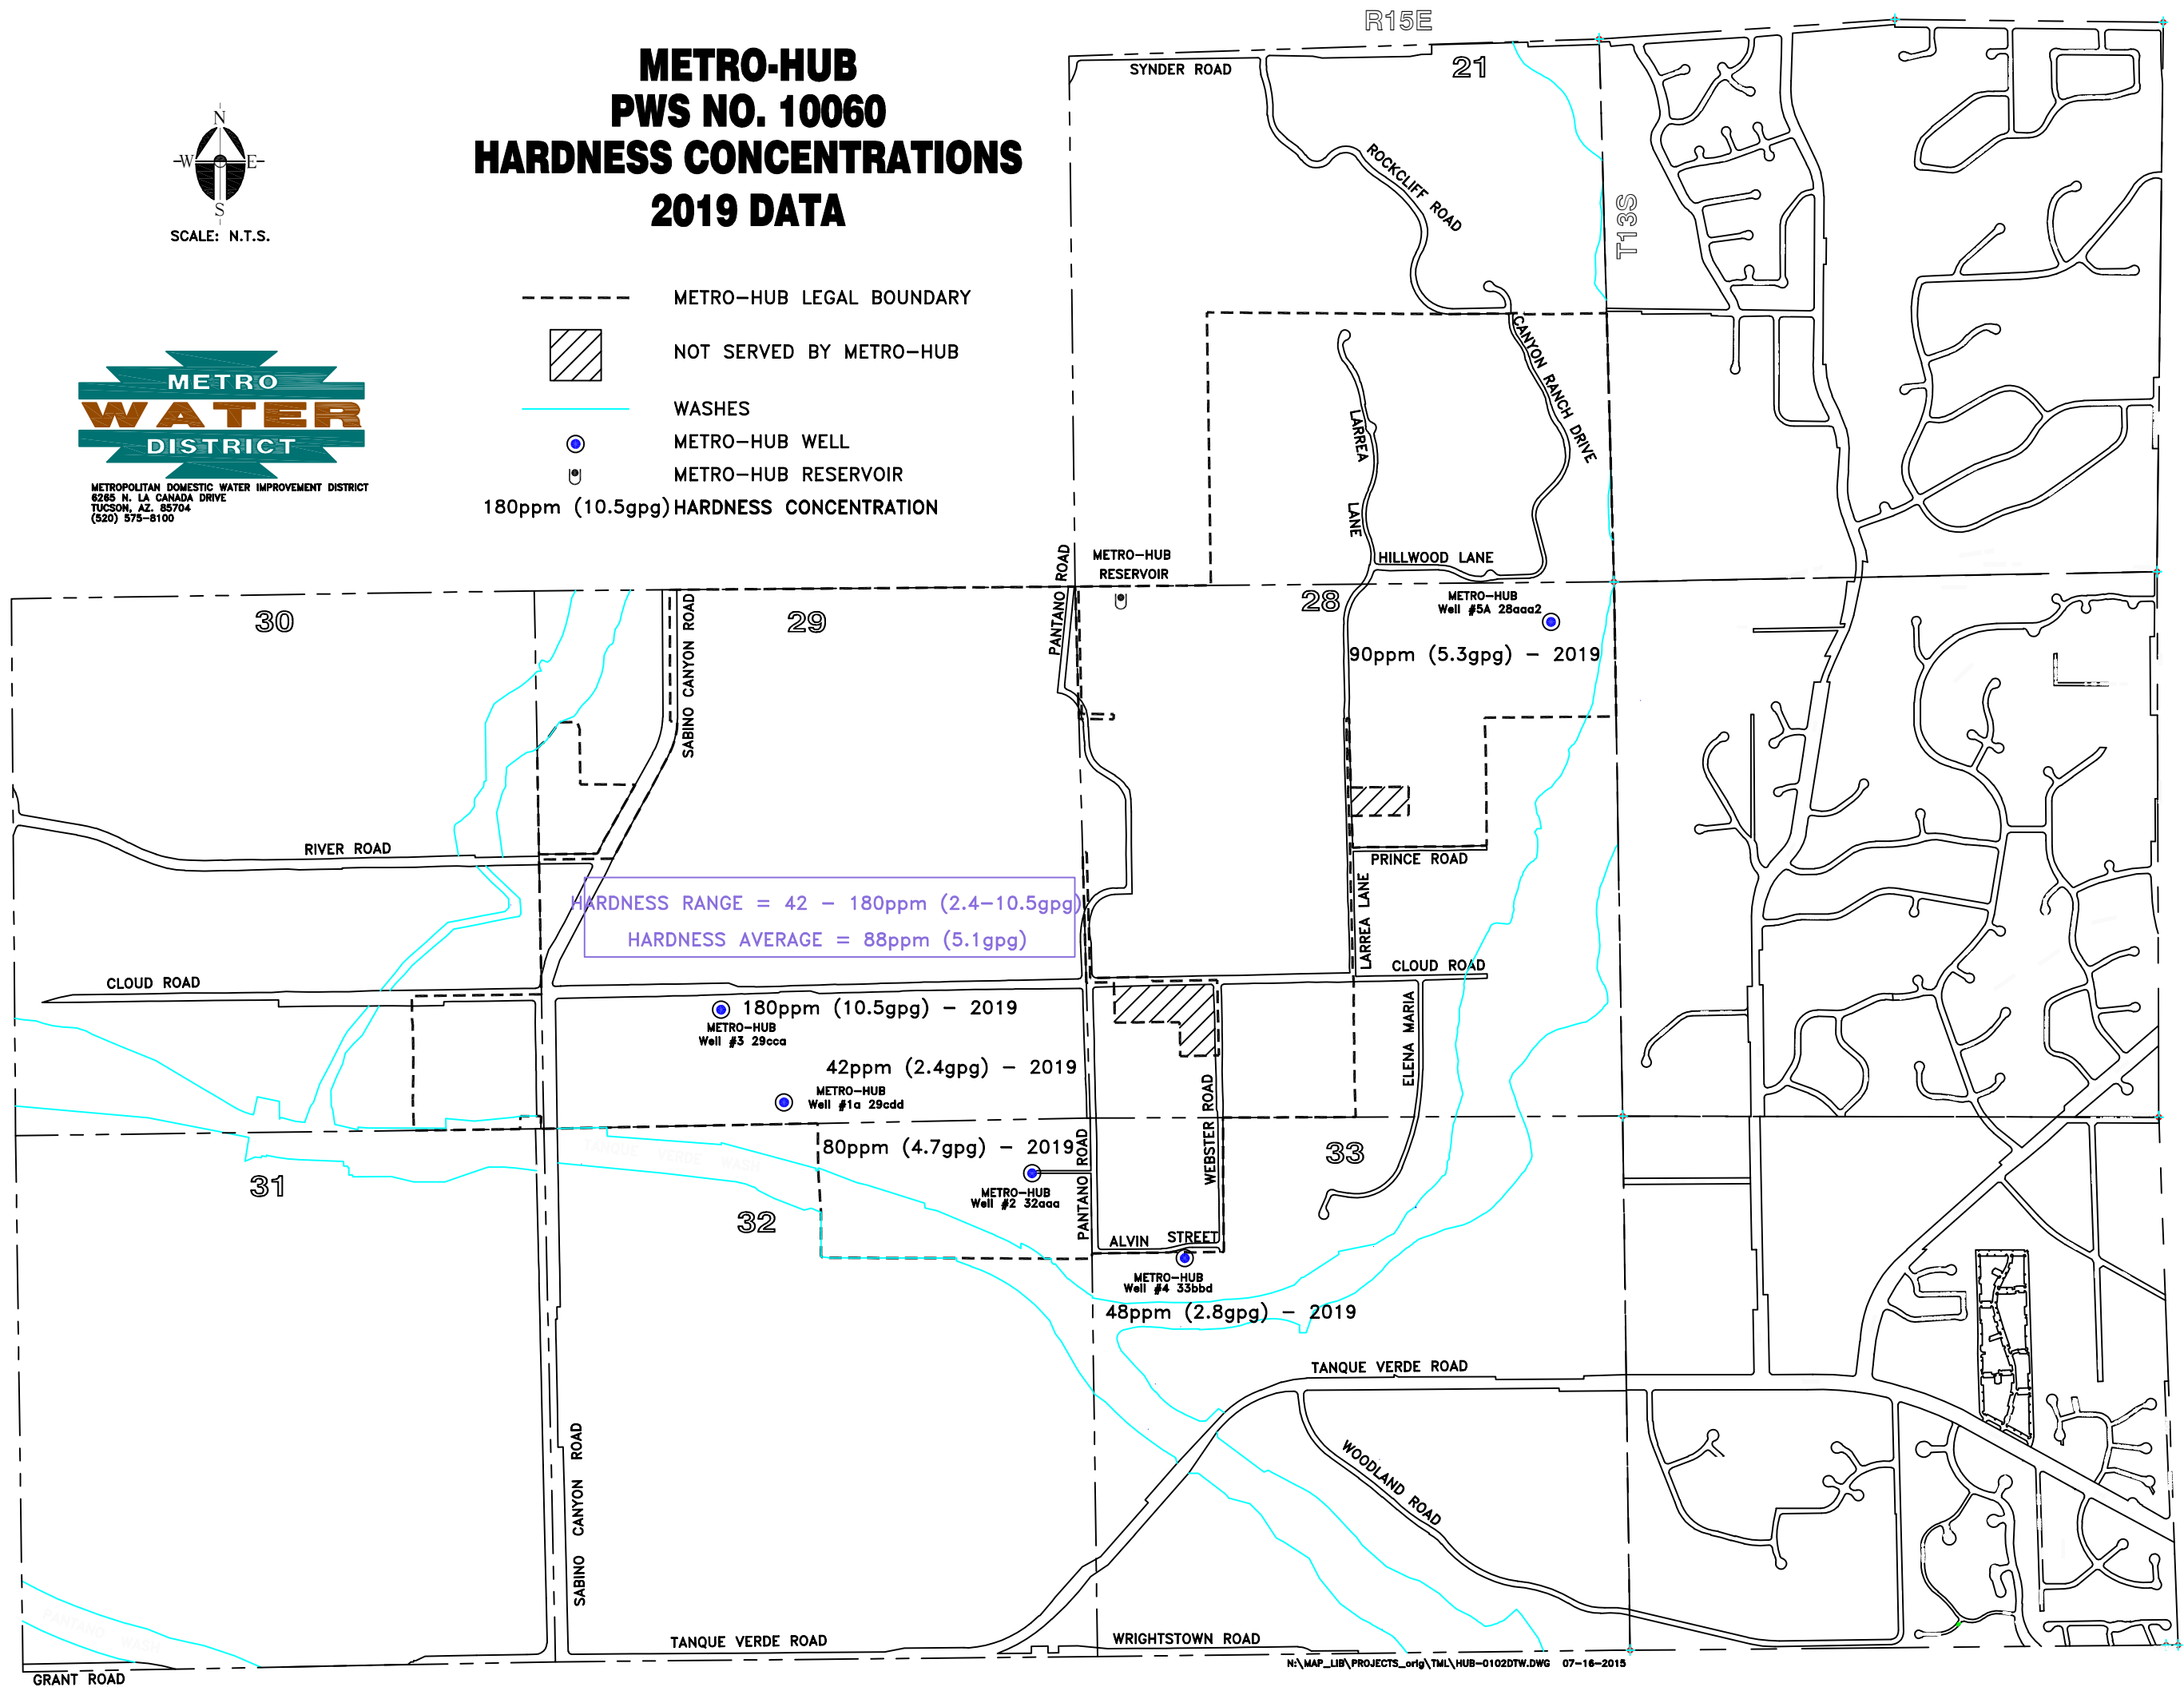 R15E
METRO-HUB
PWS NO. 10060
HARDNESS CONCENTRATIONS
2019 DATA
N
W
E
S
SCALE: N.T.S.
SYNDER ROAD
21
ROCKCLIFF ROAD
T13S
METRO-HUB LEGAL BOUNDARY
NOT SERVED BY METRO-HUB
WASHES
METRO-HUB WELL
METRO-HUB RESERVOIR
180ppm (10.5gpg) HARDNESS CONCENTRATION
METRO
WATER
DISTRICT
METROPOLITAN DOMESTIC WATER IMPROVEMENT DISTRICT
6265 N. LA CANADA DRIVE
TUCSON, AZ. 85704
(520) 575-8100
CANYON RANCH DRIVE
LARREA LANE
HILLWOOD LANE
PANTANO ROAD
METRO-HUB
RESERVOIR
30
29
28
SABINO CANYON ROAD
METRO-HUB
Well #5A 28aaa2
90ppm (5.3gpg) - 2019
RIVER ROAD
PRINCE ROAD
LARREA LANE
HARDNESS RANGE = 42 - 180ppm (2.4-10.5gpg)
HARDNESS AVERAGE = 88ppm (5.1gpg)
CLOUD ROAD
CLOUD ROAD
180ppm (10.5gpg) - 2019
METRO-HUB
Well #3 29cca
ELENA MARIA
42ppm (2.4gpg) - 2019
METRO-HUB
Well #1a 29cdd
WEBSTER ROAD
31
32
33
80ppm (4.7gpg) - 2019
PANTANO ROAD
METRO-HUB
Well #2 32aaa
ALVIN STREET
METRO-HUB
Well #4 33bbd
48ppm (2.8gpg) - 2019
TANQUE VERDE ROAD
WOODLAND ROAD
SABINO CANYON ROAD
TANQUE VERDE ROAD
WRIGHTSTOWN ROAD
GRANT ROAD
N:\MAP_LIB\PROJECTS_orig\TML\HUB-0102DTW.DWG 07-16-2015